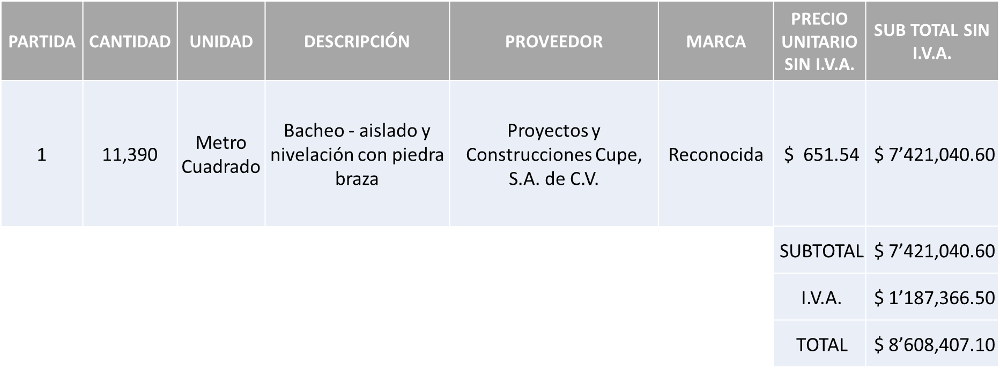 PARTIDA
CANTIDAD
UNIDAD
DESCRIPCIÓN
PROVEEDOR
MARCA
PRECIO
UNITARIO
SIN I.V.A.
SUB TOTAL SIN
I.V.A.
1
11,390
Metro
Cuadrado
Bacheo - aislado y
nivelación con piedra
braza
Proyectos y
Construcciones Cupe,
S.A. de C.V.
Reconocida
$ 651.54
$ 7’421,040.60
SUBTOTAL
$ 7’421,040.60
I.V.A.
$ 1’187,366.50
TOTAL
$ 8’608,407.10